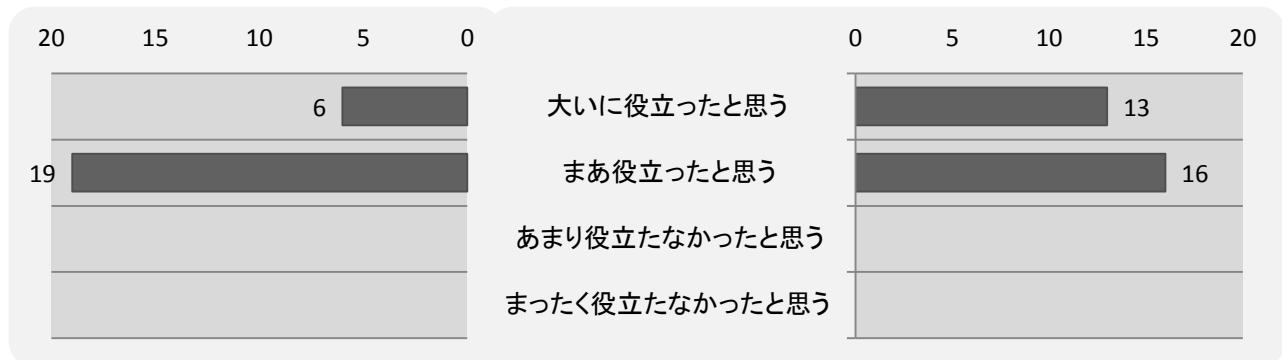 20 15 10 5 0 0 5 10 15 20
6 大いに役立ったと思う 13
19 まあ役立ったと思う 16
あまり役立たなかったと思う
まったく役立たなかったと思う